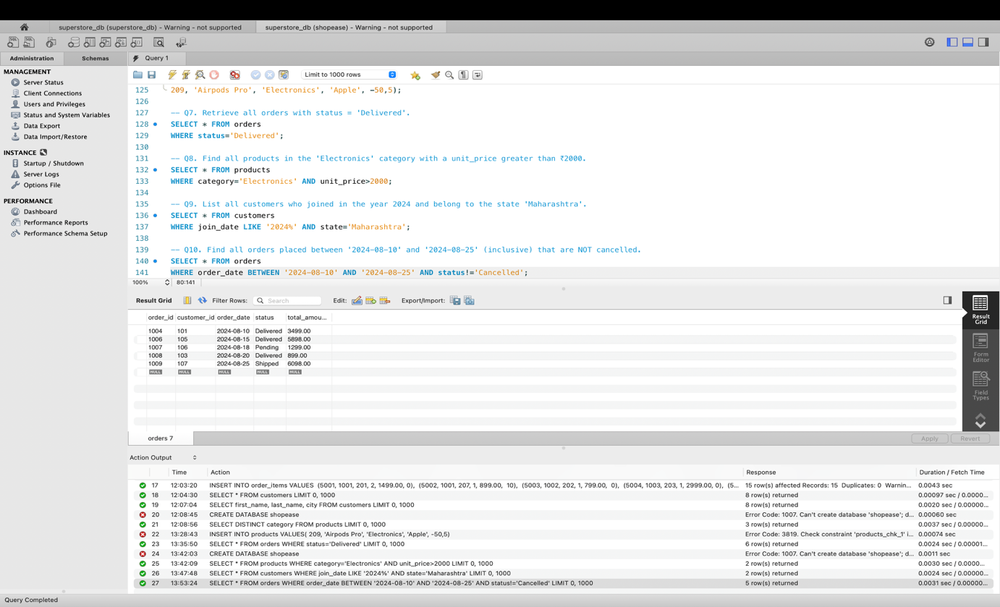 superstore_db (superstore_db) - Warning - not supported
superstore_db (shopease) - Warning - not supported
Administration
Schemas
Query 1
MANAGEMENT
Server Status
Client Connections
Users and Privileges
Status and System Variables
Data Export
Data Import/Restore
INSTANCE
Startup / Shutdown
Server Logs
Options File
PERFORMANCE
Dashboard
Performance Reports
Performance Schema Setup
Limit to 1000 rows
125 209, 'Airpods Pro', 'Electronics', 'Apple', -50,5);
126
127 -- Q7. Retrieve all orders with status = 'Delivered'.
128 SELECT * FROM orders
129 WHERE status='Delivered';
130
131 -- Q8. Find all products in the 'Electronics' category with a unit_price greater than ₹2000.
132 SELECT * FROM products
133 WHERE category='Electronics' AND unit_price>2000;
134
135 -- Q9. List all customers who joined in the year 2024 and belong to the state 'Maharashtra'.
136 SELECT * FROM customers
137 WHERE join_date LIKE '2024%' AND state='Maharashtra';
138
139 -- Q10. Find all orders placed between '2024-08-10' and '2024-08-25' (inclusive) that are NOT cancelled.
140 SELECT * FROM orders
141 WHERE order_date BETWEEN '2024-08-10' AND '2024-08-25' AND status!='Cancelled';
100% 80:141
Result Grid Filter Rows: Search Edit: Export/Import:
order_id customer_id order_date status total_amou...
1004 101 2024-08-10 Delivered 3499.00
1006 105 2024-08-15 Delivered 5898.00
1007 106 2024-08-18 Pending 1299.00
1008 103 2024-08-20 Delivered 899.00
1009 107 2024-08-25 Shipped 6098.00
NULL NULL NULL NULL NULL
Result Grid
Form Editor
Field Types
orders 7
Apply Revert
Action Output
Time Action Response Duration / Fetch Time
17 12:03:20 INSERT INTO order_items VALUES (5001, 1001, 201, 2, 1499.00, 0), (5002, 1001, 207, 1, 899.00, 10), (5003, 1002, 202, 1, 799.00, 0), (5004, 1003, 203, 1, 2999.00, 0), (5... 15 row(s) affected Records: 15 Duplicates: 0 Warnin... 0.0043 sec
18 12:04:30 SELECT * FROM customers LIMIT 0, 1000 8 row(s) returned 0.00097 sec / 0.0000...
19 12:07:04 SELECT first_name, last_name, city FROM customers LIMIT 0, 1000 8 row(s) returned 0.0020 sec / 0.00000...
20 12:08:45 CREATE DATABASE shopease Error Code: 1007. Can't create database 'shopease'; d... 0.00060 sec
21 12:08:56 SELECT DISTINCT category FROM products LIMIT 0, 1000 3 row(s) returned 0.0037 sec / 0.00000...
22 13:28:43 INSERT INTO products VALUES( 209, 'Airpods Pro', 'Electronics', 'Apple', -50,5) Error Code: 3819. Check constraint 'products_chk_1' i... 0.00074 sec
23 13:35:50 SELECT * FROM orders WHERE status='Delivered' LIMIT 0, 1000 6 row(s) returned 0.0024 sec / 0.00001...
24 13:42:03 CREATE DATABASE shopease Error Code: 1007. Can't create database 'shopease'; d... 0.0011 sec
25 13:42:09 SELECT * FROM products WHERE category='Electronics' AND unit_price>2000 LIMIT 0, 1000 2 row(s) returned 0.0030 sec / 0.0000...
26 13:47:48 SELECT * FROM customers WHERE join_date LIKE '2024%' AND state='Maharashtra' LIMIT 0, 1000 2 row(s) returned 0.0024 sec / 0.00000...
27 13:53:24 SELECT * FROM orders WHERE order_date BETWEEN '2024-08-10' AND '2024-08-25' AND status!='Cancelled' LIMIT 0, 1000 5 row(s) returned 0.0031 sec / 0.00000...
Query Completed